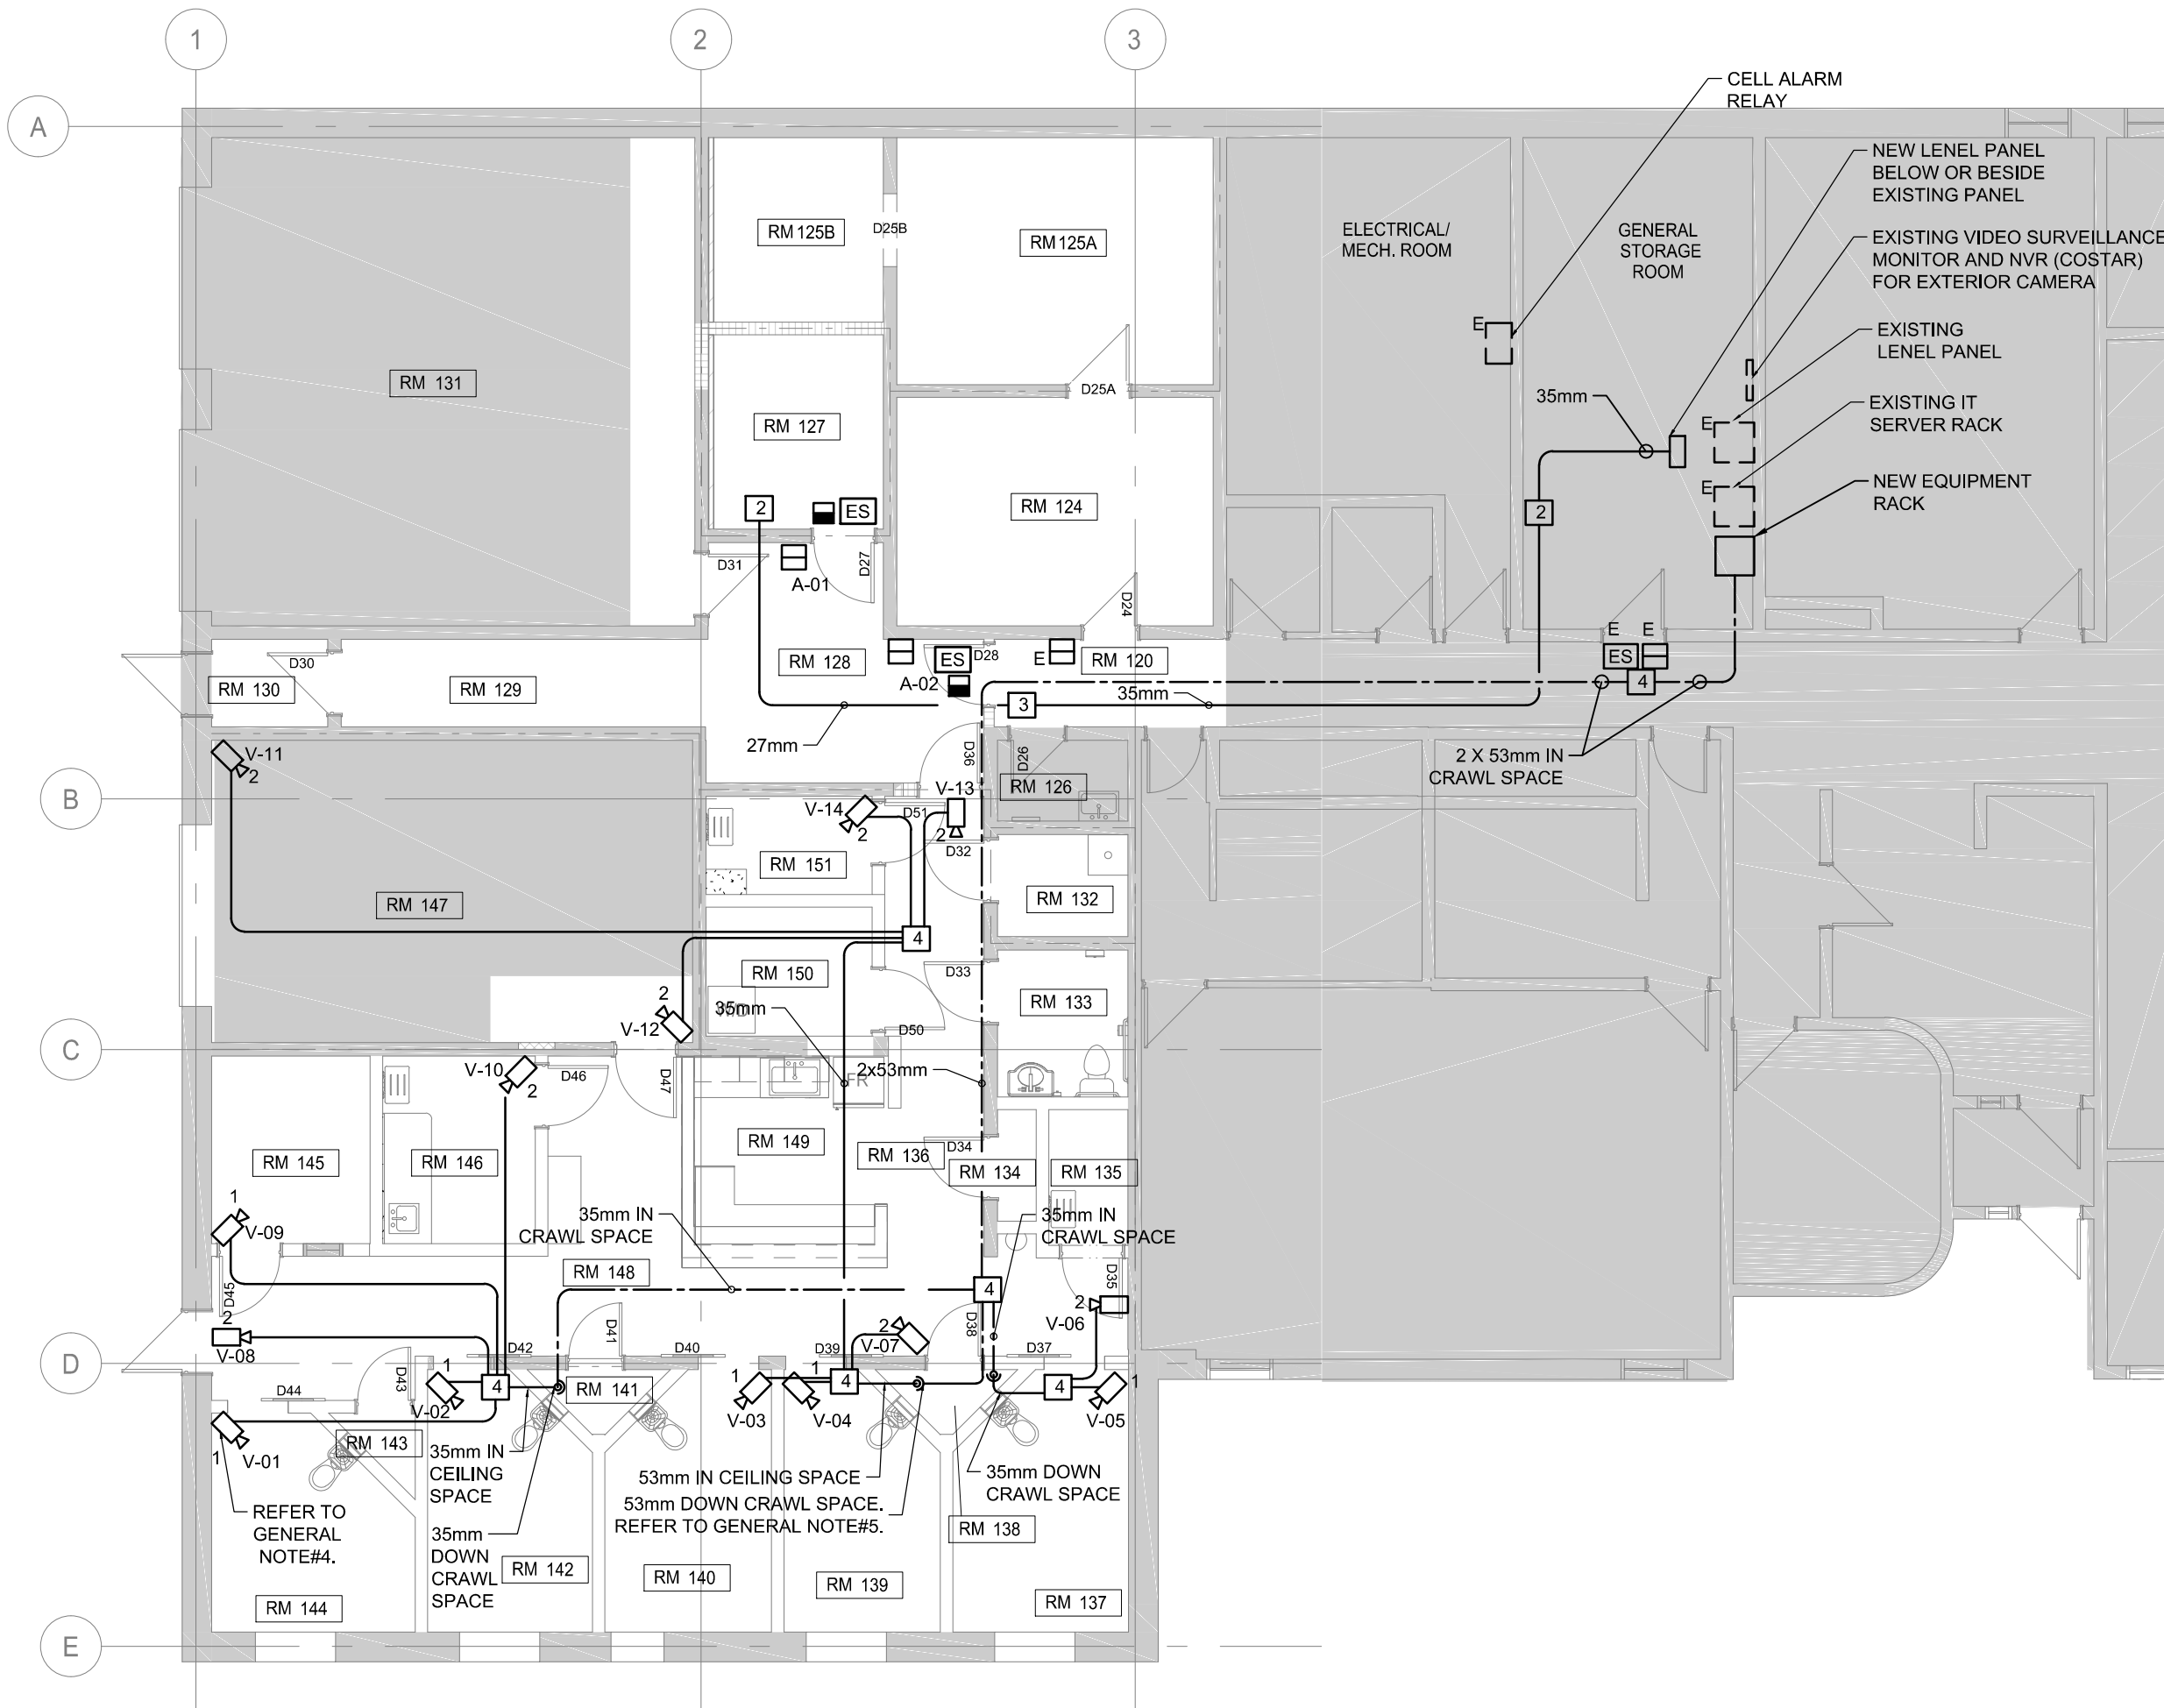 1
2
3
A
B
C
D
E
CELL ALARM
RELAY
NEW LENEL PANEL
BELOW OR BESIDE
EXISTING PANEL
EXISTING VIDEO SURVEILLANCE
MONITOR AND NVR (COSTAR)
FOR EXTERIOR CAMERA
EXISTING
LENEL PANEL
EXISTING IT
SERVER RACK
NEW EQUIPMENT
RACK
ELECTRICAL/
MECH. ROOM
GENERAL
STORAGE
ROOM
E
E
E
35mm
2
RM 125B
D25B
RM 125A
D25A
RM 131
RM 127
RM 124
2
ES
D31
A-01
D27
D24
RM 130
D30
RM 129
RM 128
ES
D28
A-02
E
RM 120
E
E
ES
4
3
35mm
27mm
2 X 53mm IN
CRAWL SPACE
D36
D26
RM 126
V-11
2
V-14
2
D51
V-13
2
D32
RM 151
RM 132
RM 147
4
D33
RM 150
RM 133
W/D
35mm
2
V-12
D50
V-10
2
D46
D47
FR
2x53mm
RM 145
RM 146
RM 149
RM 136
D34
RM 134
RM 135
1
V-09
35mm IN
CRAWL SPACE
35mm IN
CRAWL SPACE
RM 148
4
D45
D35
2
V-08
D42
D41
D40
D39
2
V-07
D38
D37
2
V-06
D44
D43
1
V-02
4
RM 141
1
V-03
1
V-04
4
4
1
V-05
1
V-01
RM 143
35mm IN
CEILING
SPACE
53mm IN CEILING SPACE
53mm DOWN CRAWL SPACE.
REFER TO GENERAL NOTE#5.
35mm DOWN
CRAWL SPACE
REFER TO
GENERAL
NOTE#4.
35mm
DOWN
CRAWL
SPACE
RM 138
RM 144
RM 142
RM 140
RM 139
RM 137